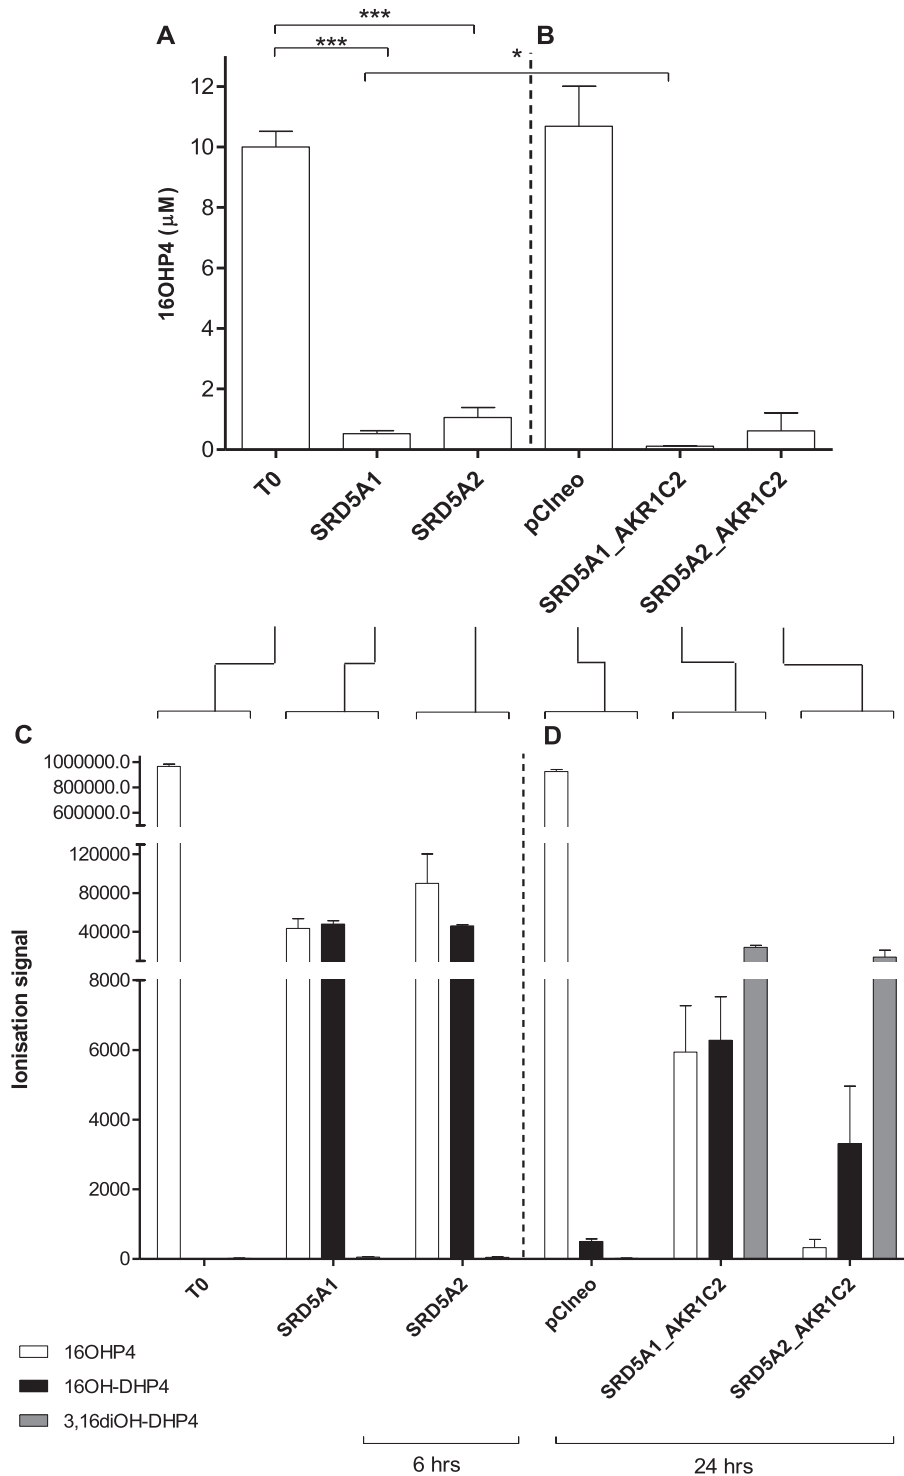 ***
A
B
***
*
12
10
8
6
4
2
0
16OHP4 (μM)
T0
SRD5A1
SRD5A2
pCIneo
SRD5A1_AKR1C2
SRD5A2_AKR1C2
C
D
1000000.0
800000.0
600000.0
120000
80000
40000
8000
6000
4000
2000
0
Ionisation signal
T0
SRD5A1
SRD5A2
pCIneo
SRD5A1_AKR1C2
SRD5A2_AKR1C2
16OHP4
16OH-DHP4
3,16diOH-DHP4
6 hrs
24 hrs